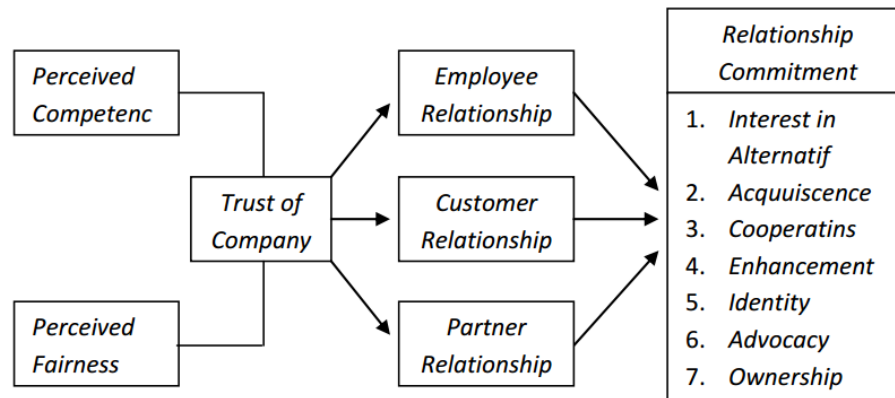 Perceived
Competenc
Perceived
Fairness
Trust of
Company
Employee
Relationship
Customer
Relationship
Partner
Relationship
Relationship
Commitment
1. Interest in
Alternatif
2. Acquuiscence
3. Cooperatins
4. Enhancement
5. Identity
6. Advocacy
7. Ownership